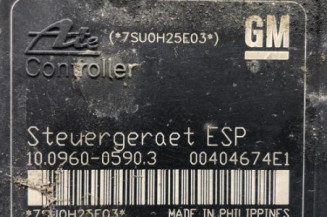 Ate (*7SU0H25E03*) GM
Controller
Steuergeraet ESP
10.0960-0590.3 00404674E1
*7SU0H25E03* MADE IN PHILIPPINES